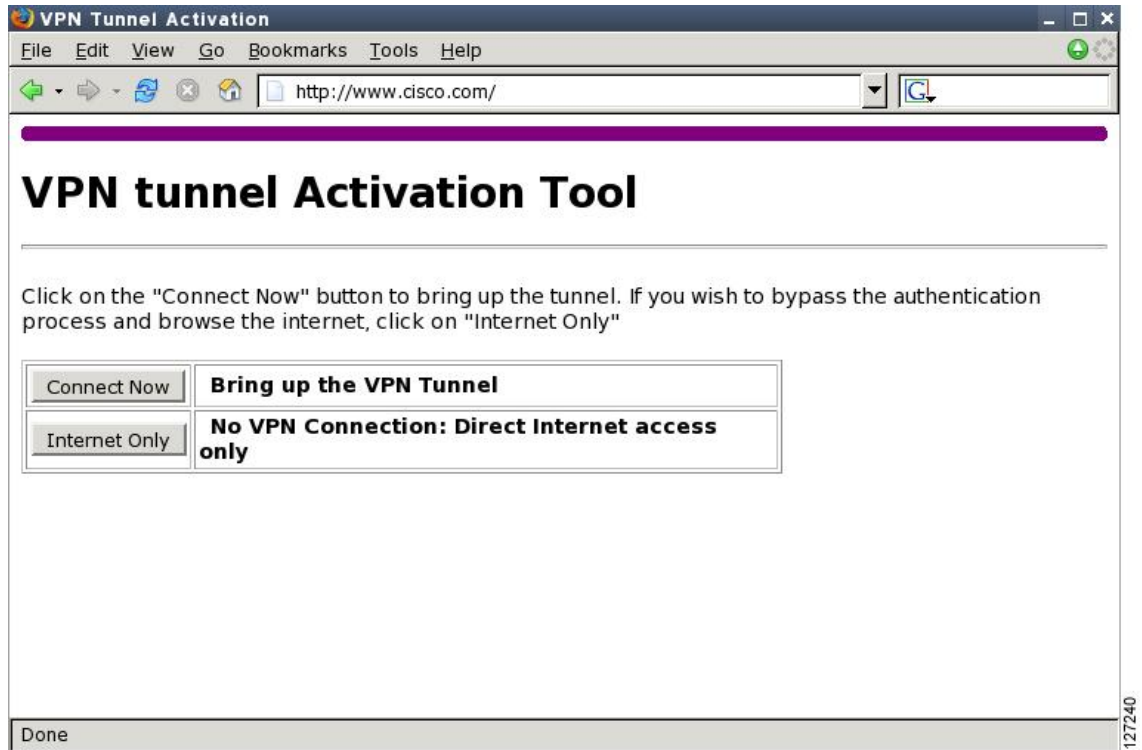 VPN Tunnel Activation
File Edit View Go Bookmarks Tools Help
http://www.cisco.com/
G
VPN tunnel Activation Tool
Click on the "Connect Now" button to bring up the tunnel. If you wish to bypass the authentication
process and browse the internet, click on "Internet Only"
Connect Now Bring up the VPN Tunnel
Internet Only No VPN Connection: Direct Internet access
only
Done
127240